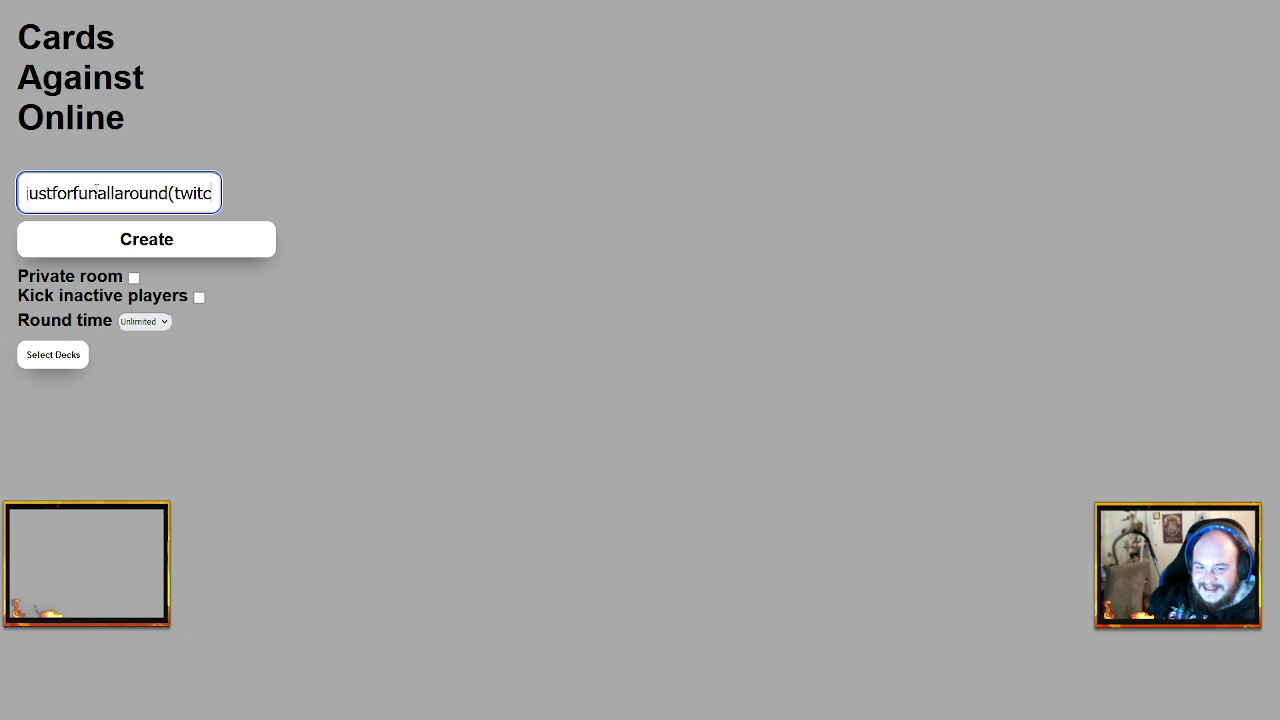 Cards
Against
Online
justforfunallaround(twitc
Create
Private room
Kick inactive players
Round time Unlimited
Select Decks